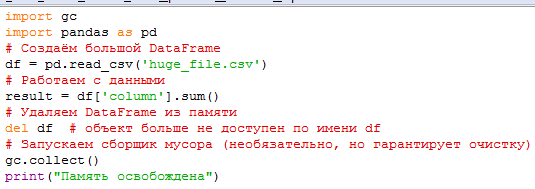 import gc
import pandas as pd
# Создаём большой DataFrame
df = pd.read_csv('huge_file.csv')
# Работаем с данными
result = df['column'].sum()
# Удаляем DataFrame из памяти
del df  # объект больше не доступен по имени df
# Запускаем сборщик мусора (необязательно, но гарантирует очистку)
gc.collect()
print("Память освобождена")